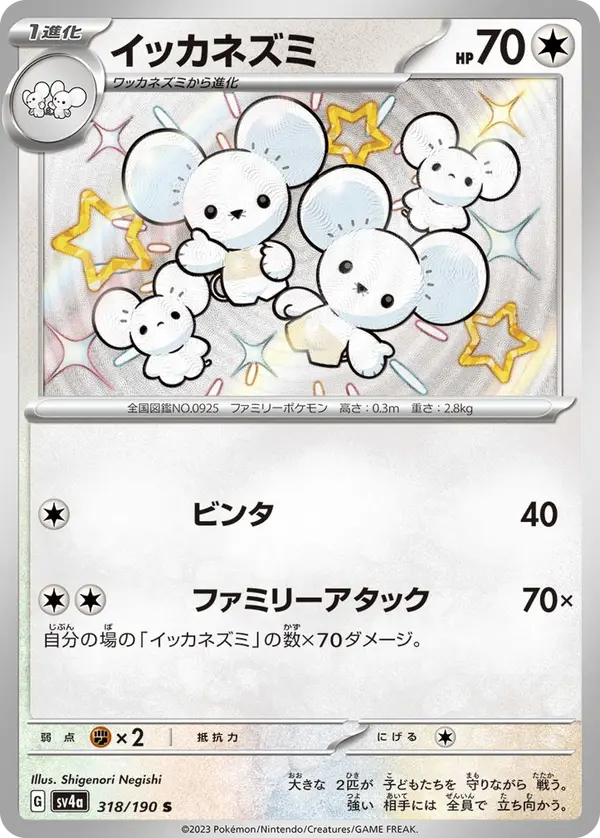 1進化 イッカネズミ HP70
ワッカネズミから進化
全国図鑑NO.0925 ファミリーポケモン 高さ:0.3m 重さ:2.8kg
ビンタ 40
ファミリーアタック 70×
自分の場の「イッカネズミ」の数×70ダメージ。
弱点 ×2 抵抗力 にげる
Illus. Shigenori Negishi
大きな 2匹が 子どもたちを 守りながら 戦う。
強い 相手には 全員で 立ち向かう。
G sv4a 318/190 S
©2023 Pokémon/Nintendo/Creatures/GAME FREAK.